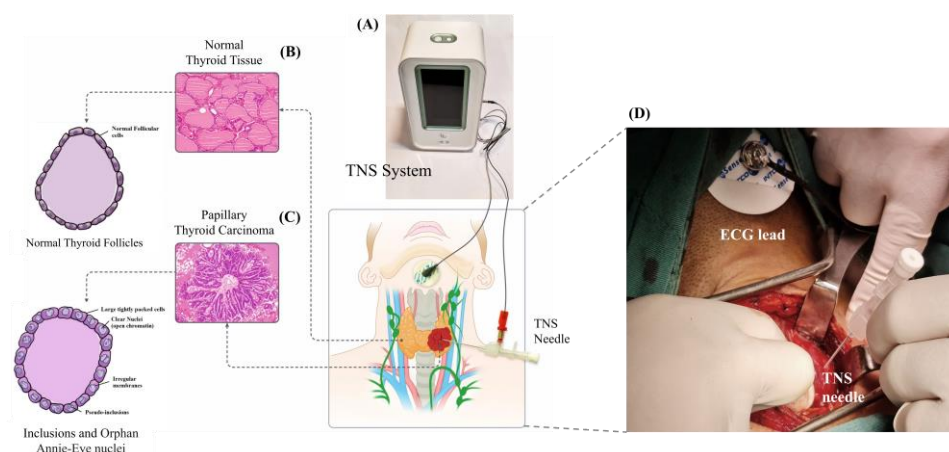 (A)
TNS System
Normal
Thyroid Tissue
(B)
Normal Follicular
cells
Normal Thyroid Follicles
Papillary
Thyroid Carcinoma
(C)
Large tightly packed cells
Clear Nuclei
(open chromatin)
Irregular
membranes
Pseudo-inclusions
Inclusions and Orphan
Annie-Eye nuclei
TNS
Needle
(D)
ECG lead
TNS
needle